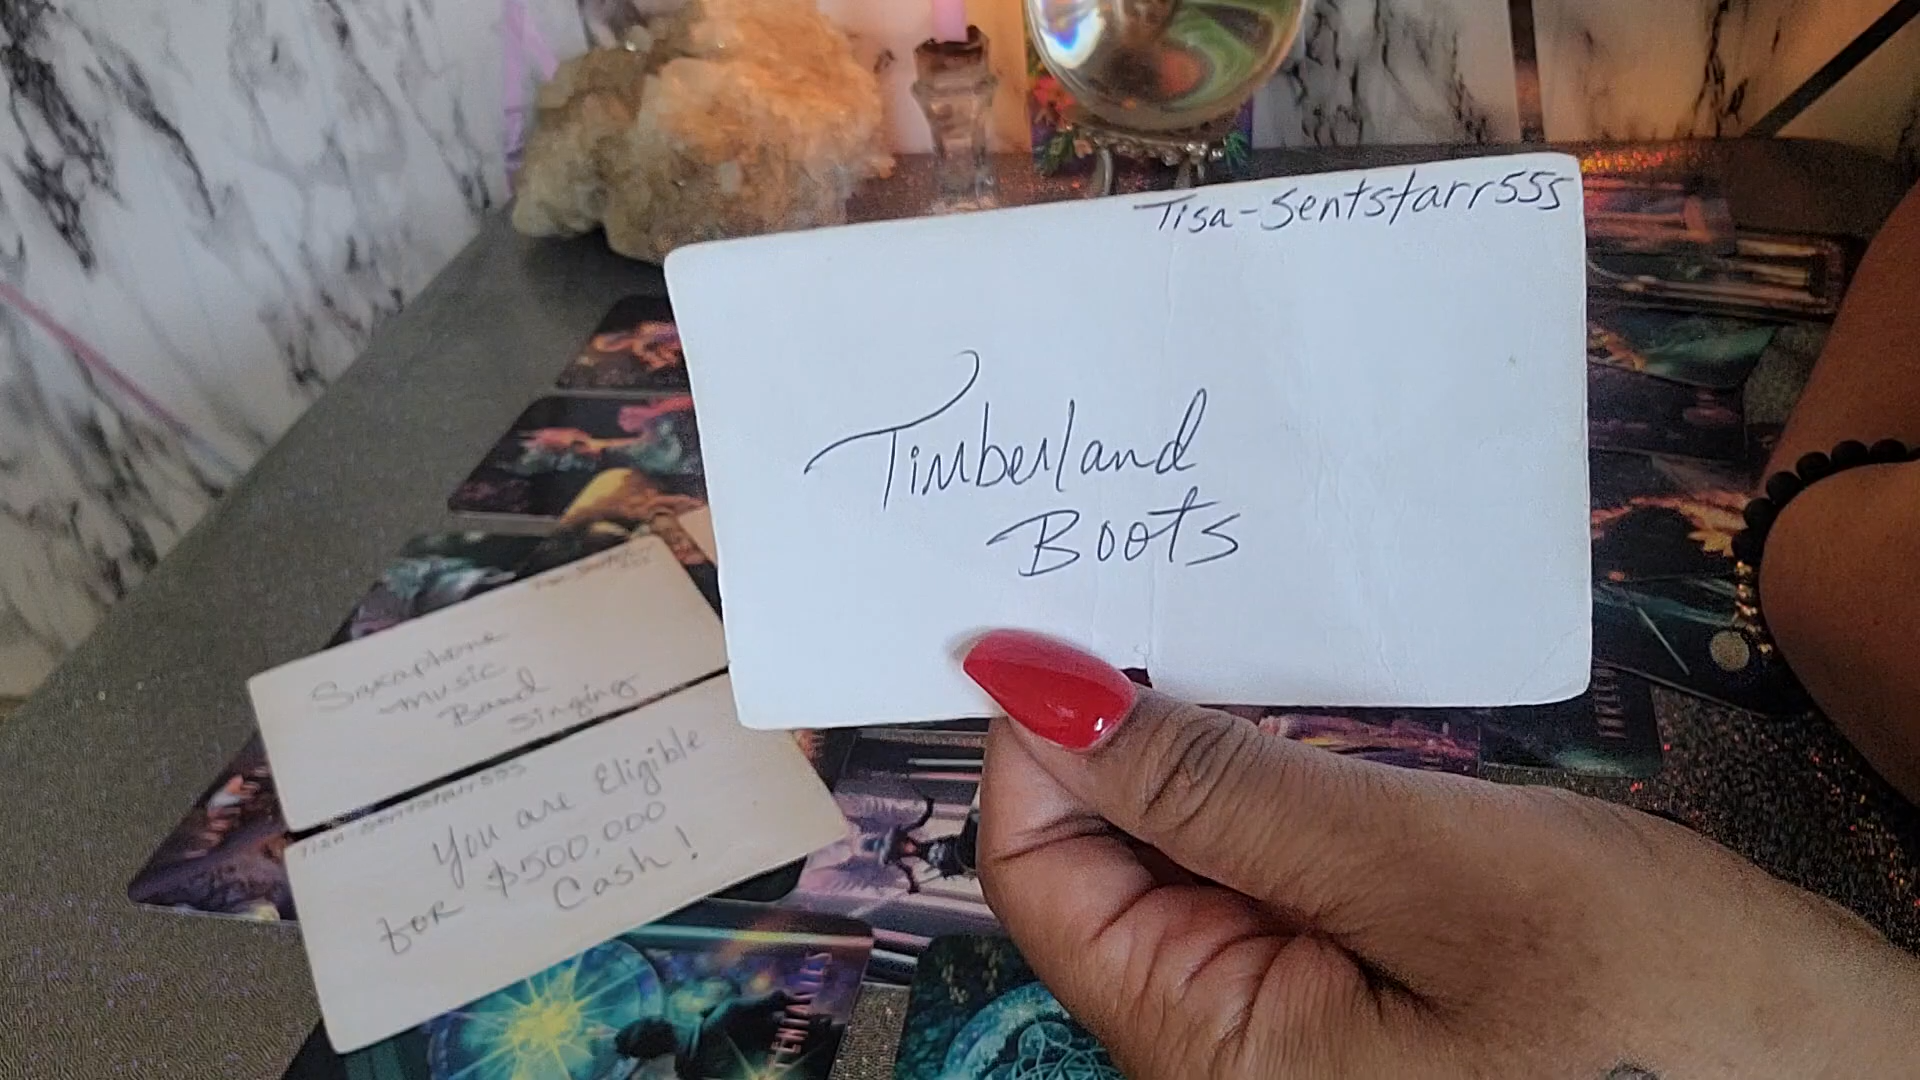 Tisa-Sentstarr555
Timberland
Boots
Saxaphone
music
Band
Singing
Tisa-Sentstarr555
You are Eligible
for $500.000
Cash!